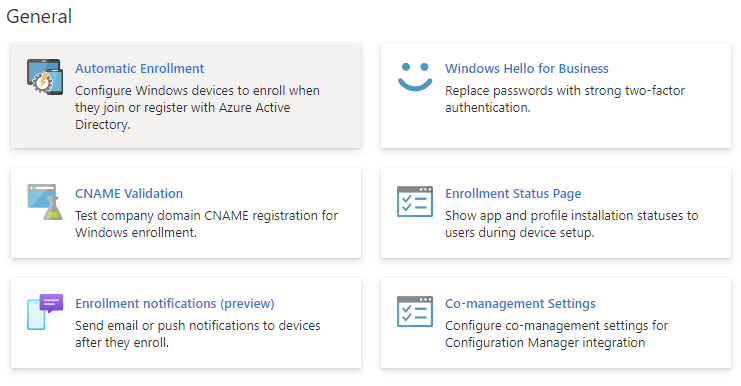 General
Automatic Enrollment
Configure Windows devices to enroll when
they join or register with Azure Active
Directory.
Windows Hello for Business
Replace passwords with strong two-factor
authentication.
CNAME Validation
Test company domain CNAME registration for
Windows enrollment.
Enrollment Status Page
Show app and profile installation statuses to
users during device setup.
Enrollment notifications (preview)
Send email or push notifications to devices
after they enroll.
Co-management Settings
Configure co-management settings for
Configuration Manager integration